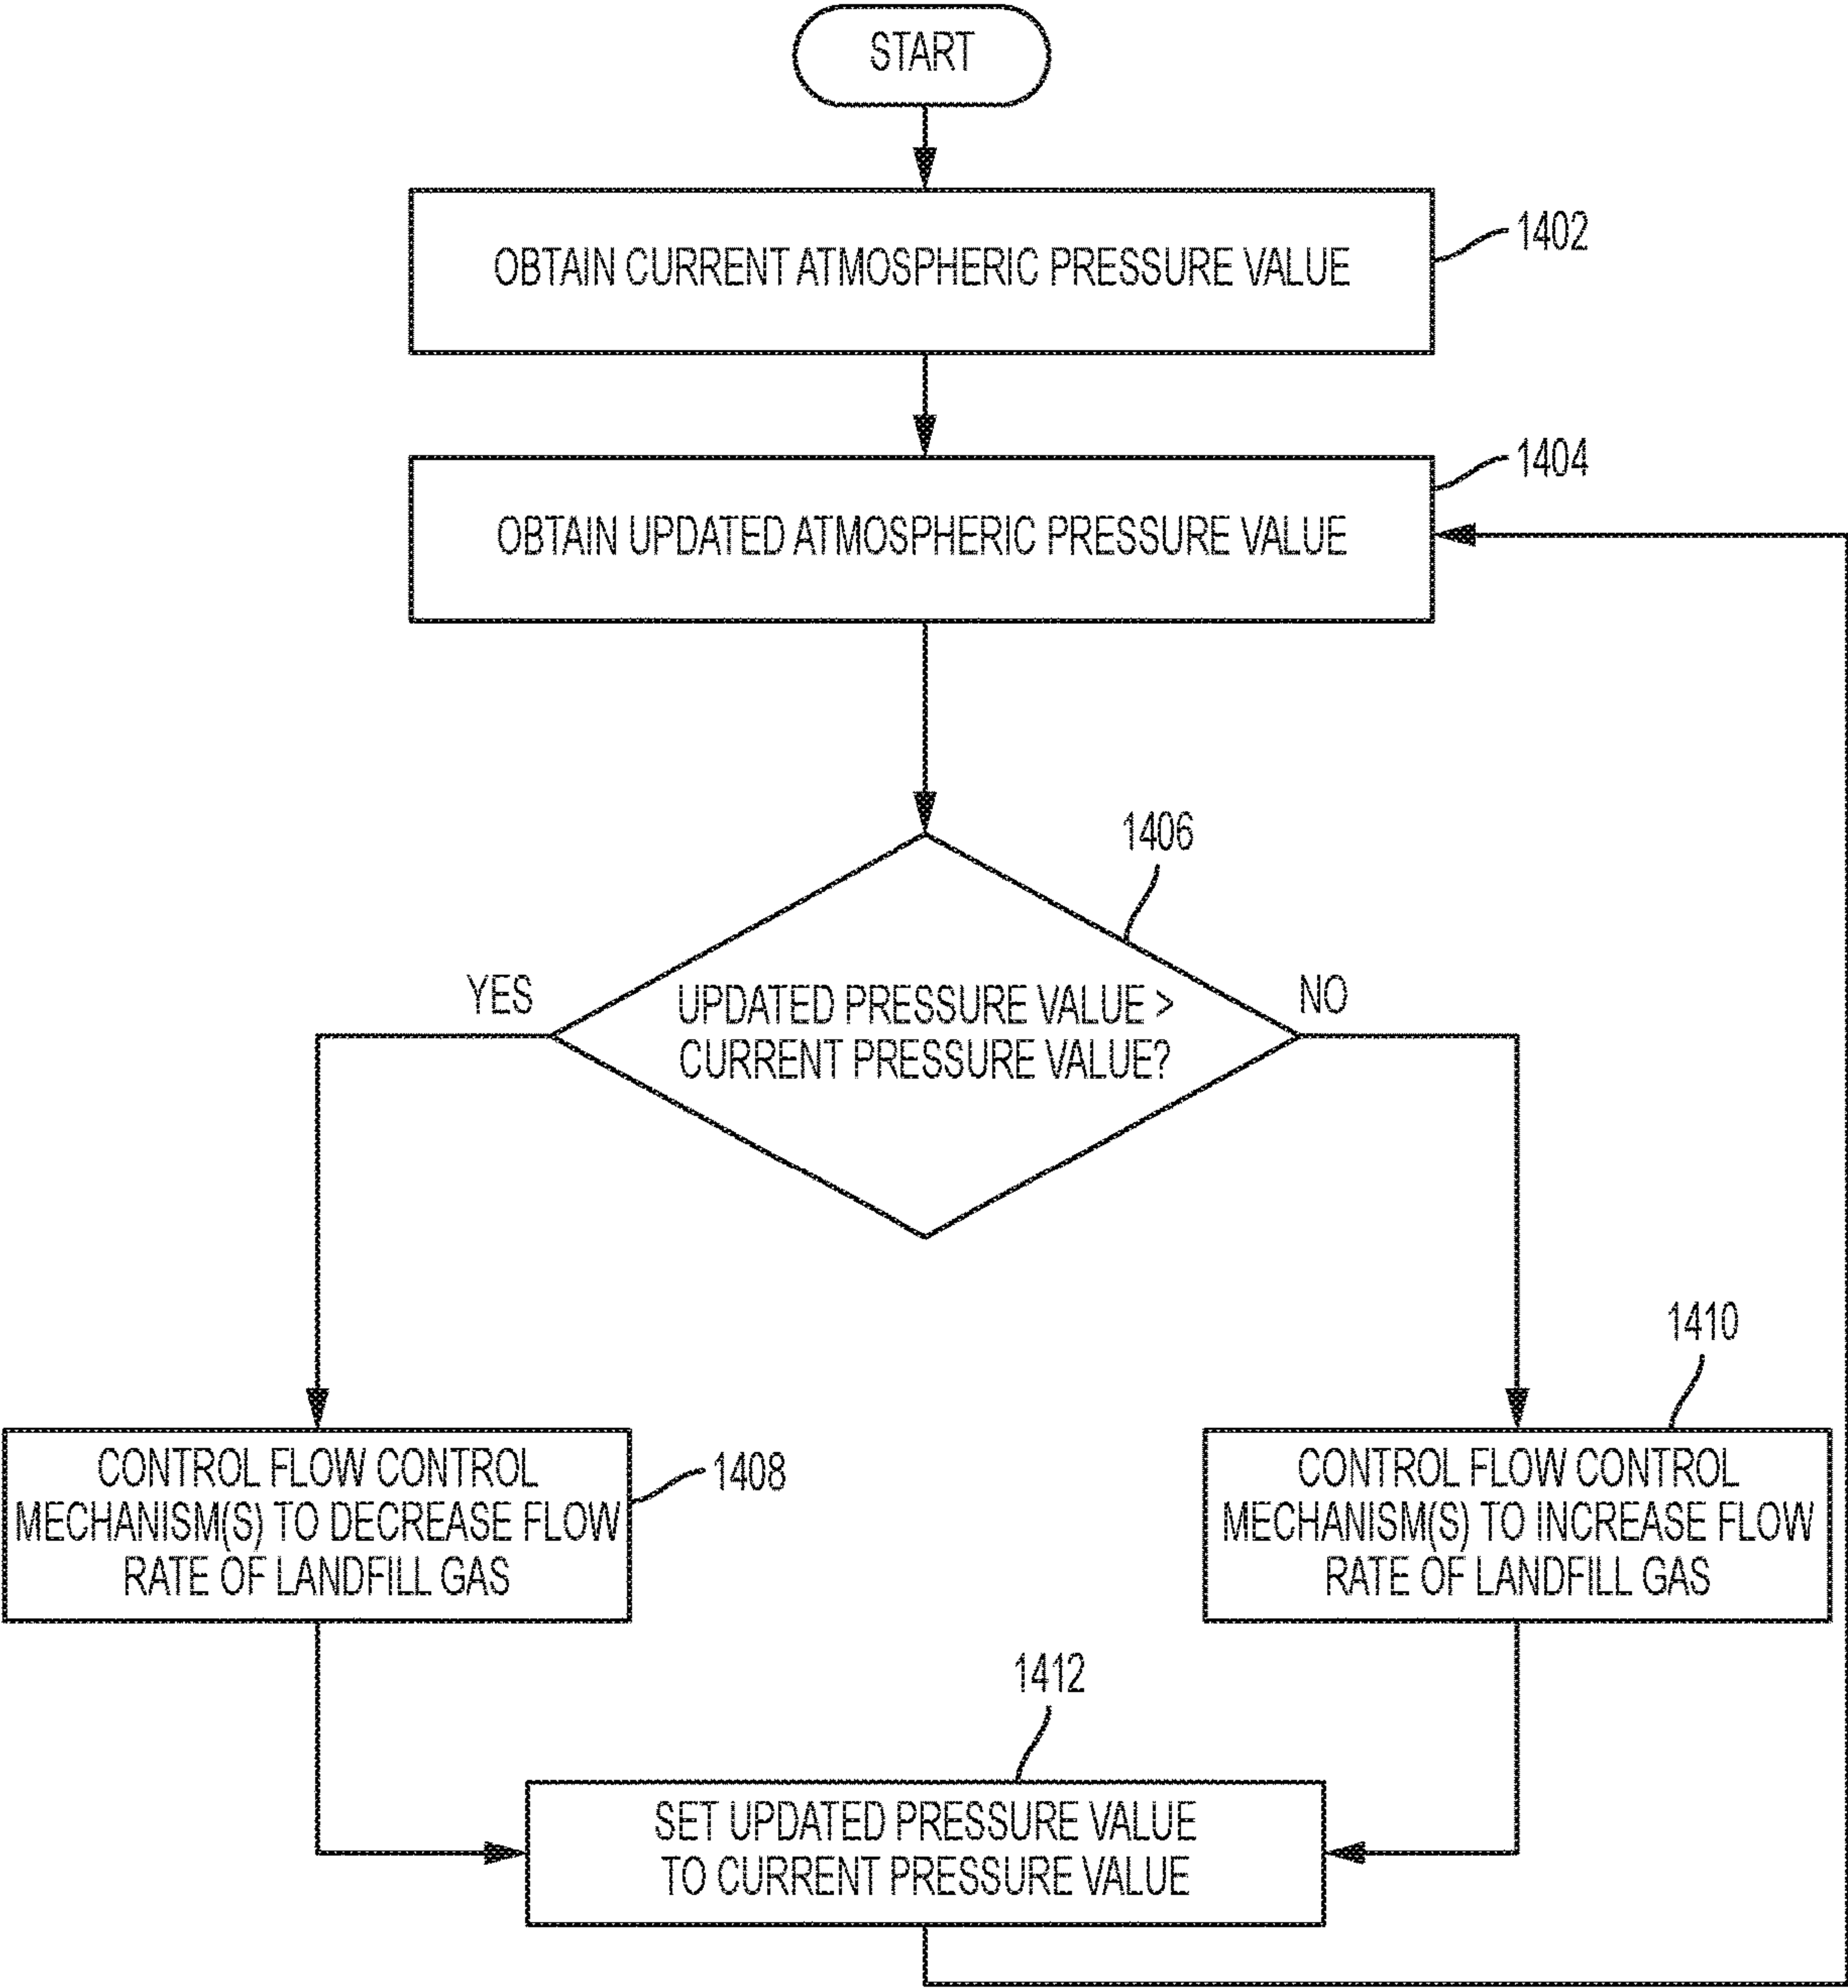 START
OBTAIN CURRENT ATMOSPHERIC PRESSURE VALUE
1402
OBTAIN UPDATED ATMOSPHERIC PRESSURE VALUE
1404
1406
YES
UPDATED PRESSURE VALUE >
CURRENT PRESSURE VALUE?
NO
CONTROL FLOW CONTROL
MECHANISM(S) TO DECREASE FLOW
RATE OF LANDFILL GAS
1408
1410
CONTROL FLOW CONTROL
MECHANISM(S) TO INCREASE FLOW
RATE OF LANDFILL GAS
1412
SET UPDATED PRESSURE VALUE
TO CURRENT PRESSURE VALUE